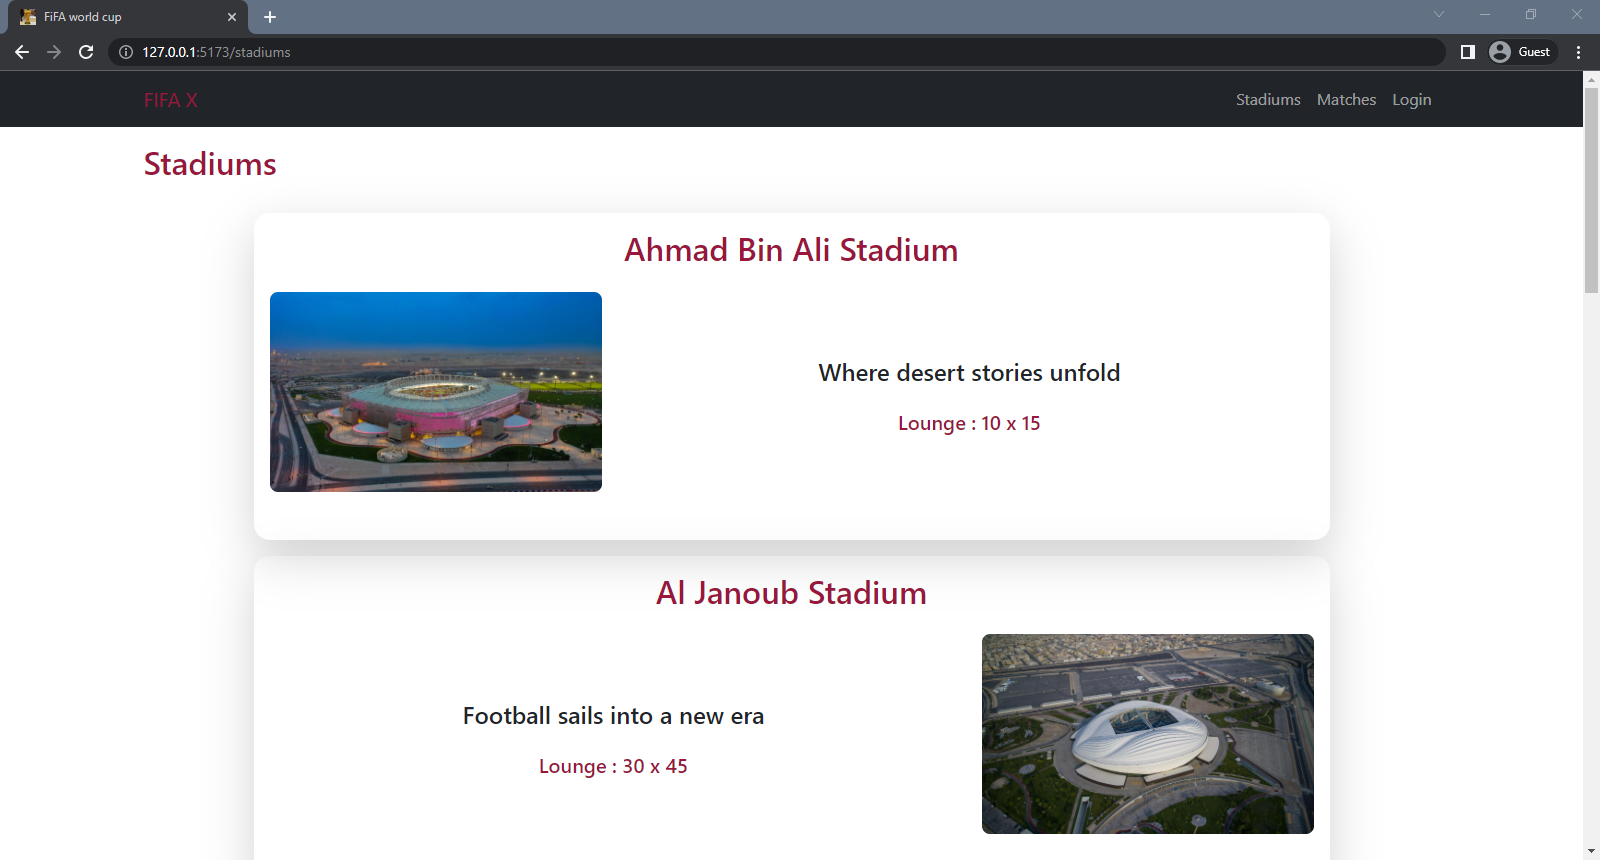 FiFA world cup
127.0.0.1:5173/stadiums
Guest
FIFA X
Stadiums Matches Login
Stadiums
Ahmad Bin Ali Stadium
Where desert stories unfold
Lounge : 10 x 15
Al Janoub Stadium
Football sails into a new era
Lounge : 30 x 45